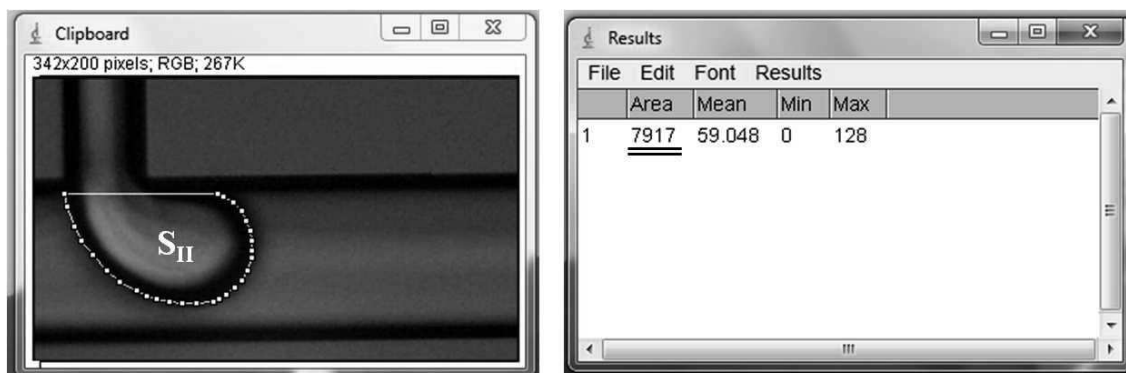 Clipboard
342x200 pixels; RGB; 267K
S_II
Results
File Edit Font Results
Area Mean Min Max
1 7917 59.048 0 128